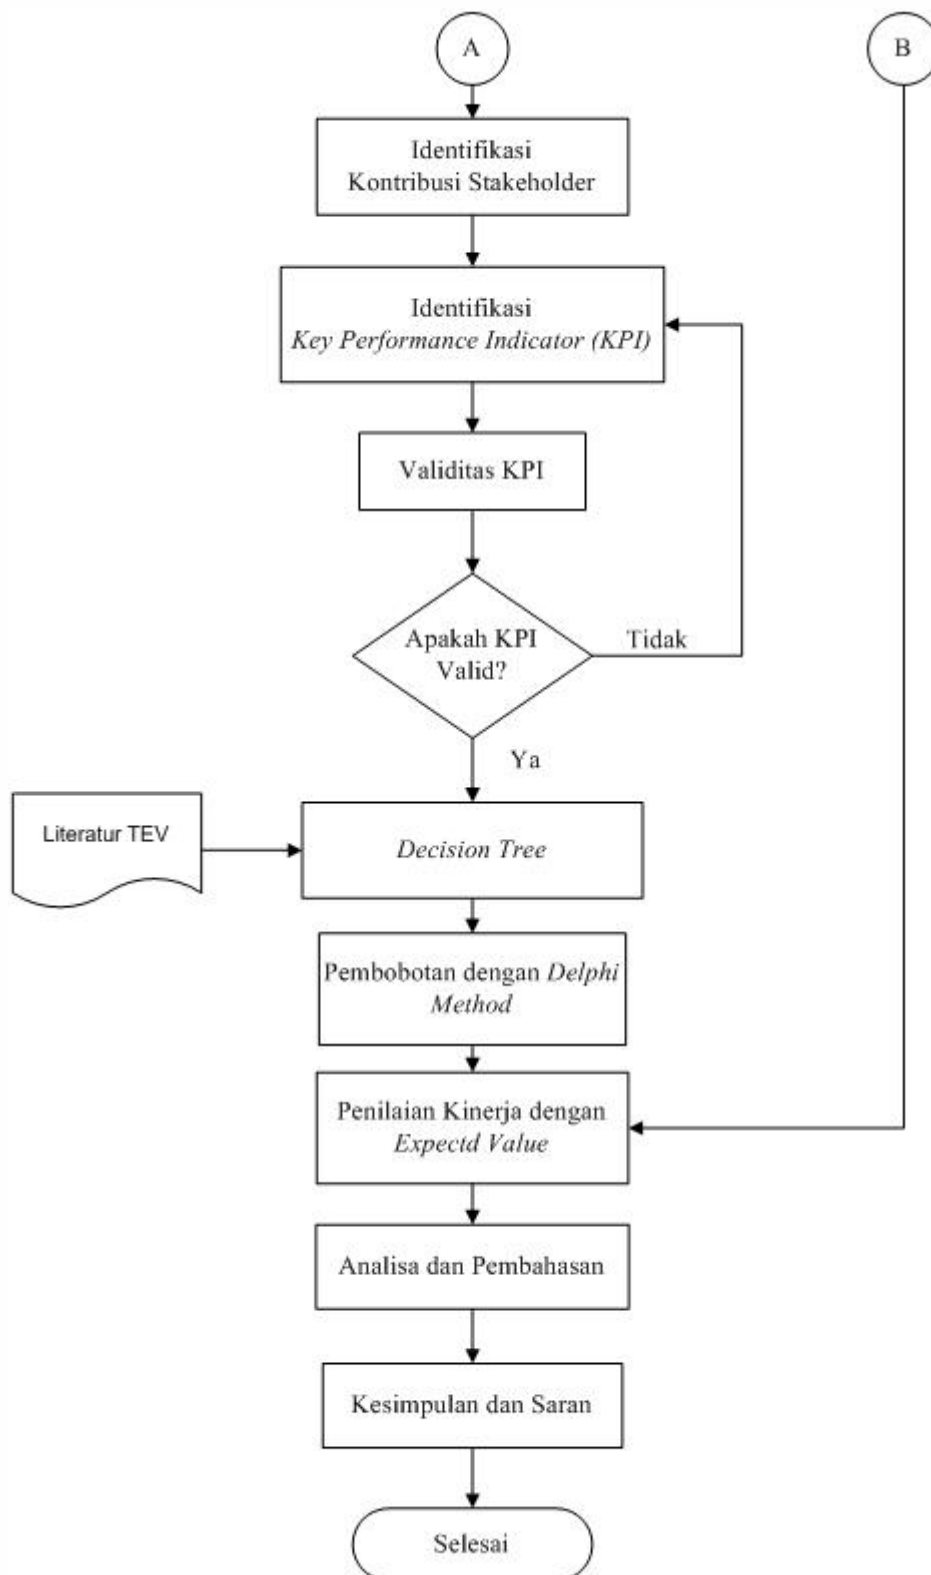 A
B
Identifikasi
Kontribusi Stakeholder
Identifikasi
Key Performance Indicator (KPI)
Validitas KPI
Apakah KPI
Valid?
Tidak
Ya
Literatur TEV
Decision Tree
Pembobotan dengan Delphi
Method
Penilaian Kinerja dengan
Expectd Value
Analisa dan Pembahasan
Kesimpulan dan Saran
Selesai